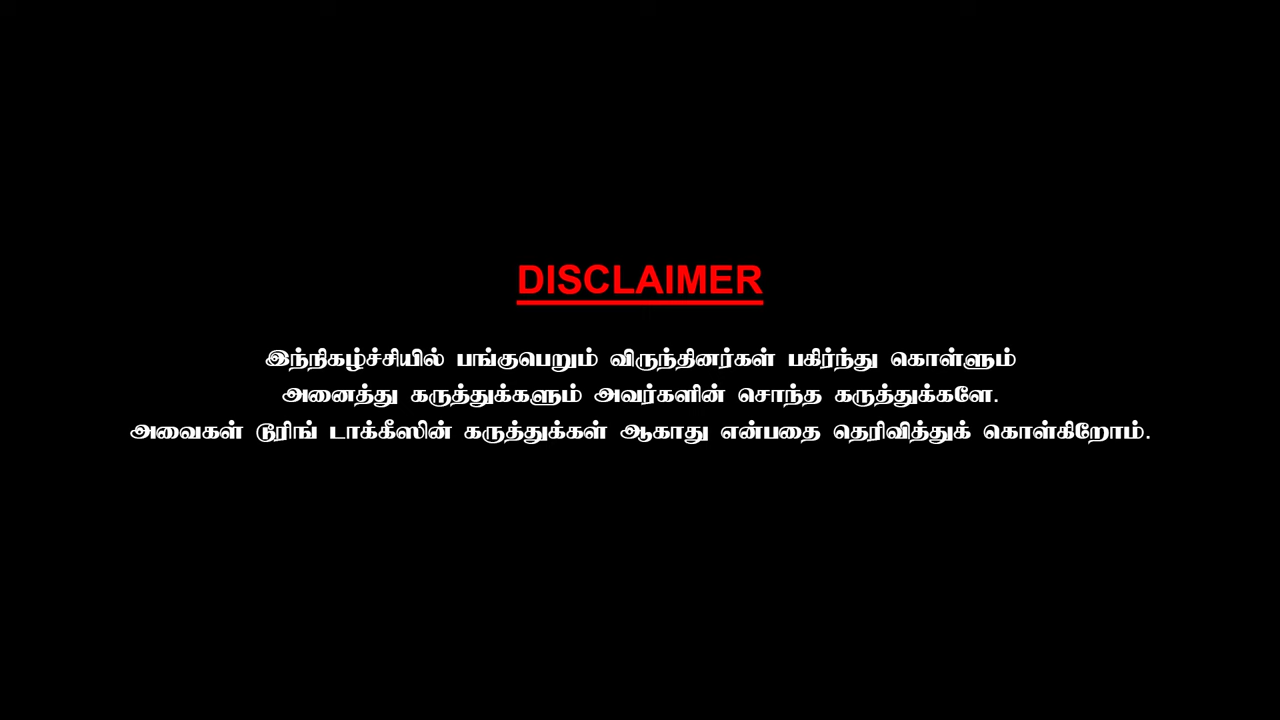 DISCLAIMER
இந்நிகழ்ச்சியில் பங்குபெறும் விருந்தினர்கள் பகிர்ந்து கொள்ளும்
அனைத்து கருத்துக்களும் அவர்களின் சொந்த கருத்துக்களே.
அவைகள் டூரிங் டாக்கீஸின் கருத்துக்கள் ஆகாது என்பதை தெரிவித்துக் கொள்கிறோம்.